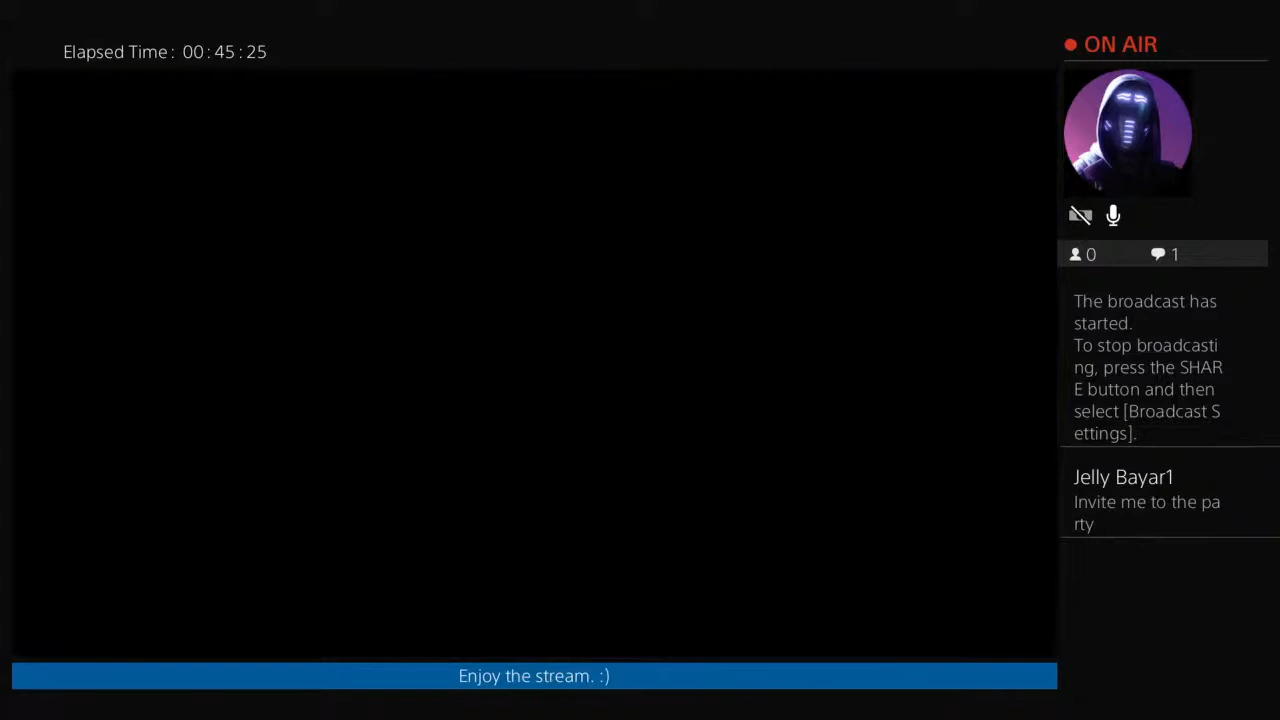 Elapsed Time: 00:45:25
ON AIR
0 1
The broadcast has
started.
To stop broadcasti
ng, press the SHAR
E button and then
select [Broadcast S
ettings].
Jelly Bayar1
Invite me to the pa
rty
Enjoy the stream. :)